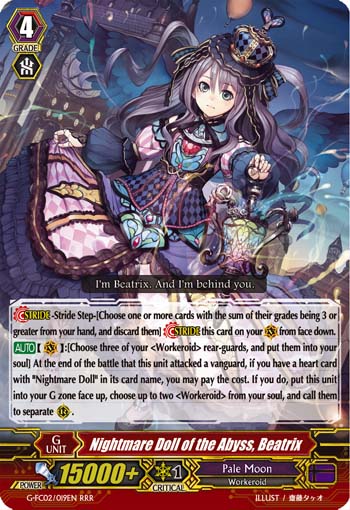 4
GRADE
I'm Beatrix. And I'm behind you.
STRIDE -Stride Step-[Choose one or more cards with the sum of their grades being 3 or
greater from your hand, and discard them] STRIDE this card on your (V) from face down.
AUTO [ (V) ]:[Choose three of your <Workeroid> rear-guards, and put them into your
soul] At the end of the battle that this unit attacked a vanguard, if you have a heart card
with "Nightmare Doll" in its card name, you may pay the cost. If you do, put this unit
into your G zone face up, choose up to two <Workeroid> from your soul, and call them
to separate (R) .
G
UNIT
Nightmare Doll of the Abyss, Beatrix
POWER
15000+
1
CRITICAL
Pale Moon
Workeroid
G-FC02/019EN RRR
ILLUST / 齋藤タケオ